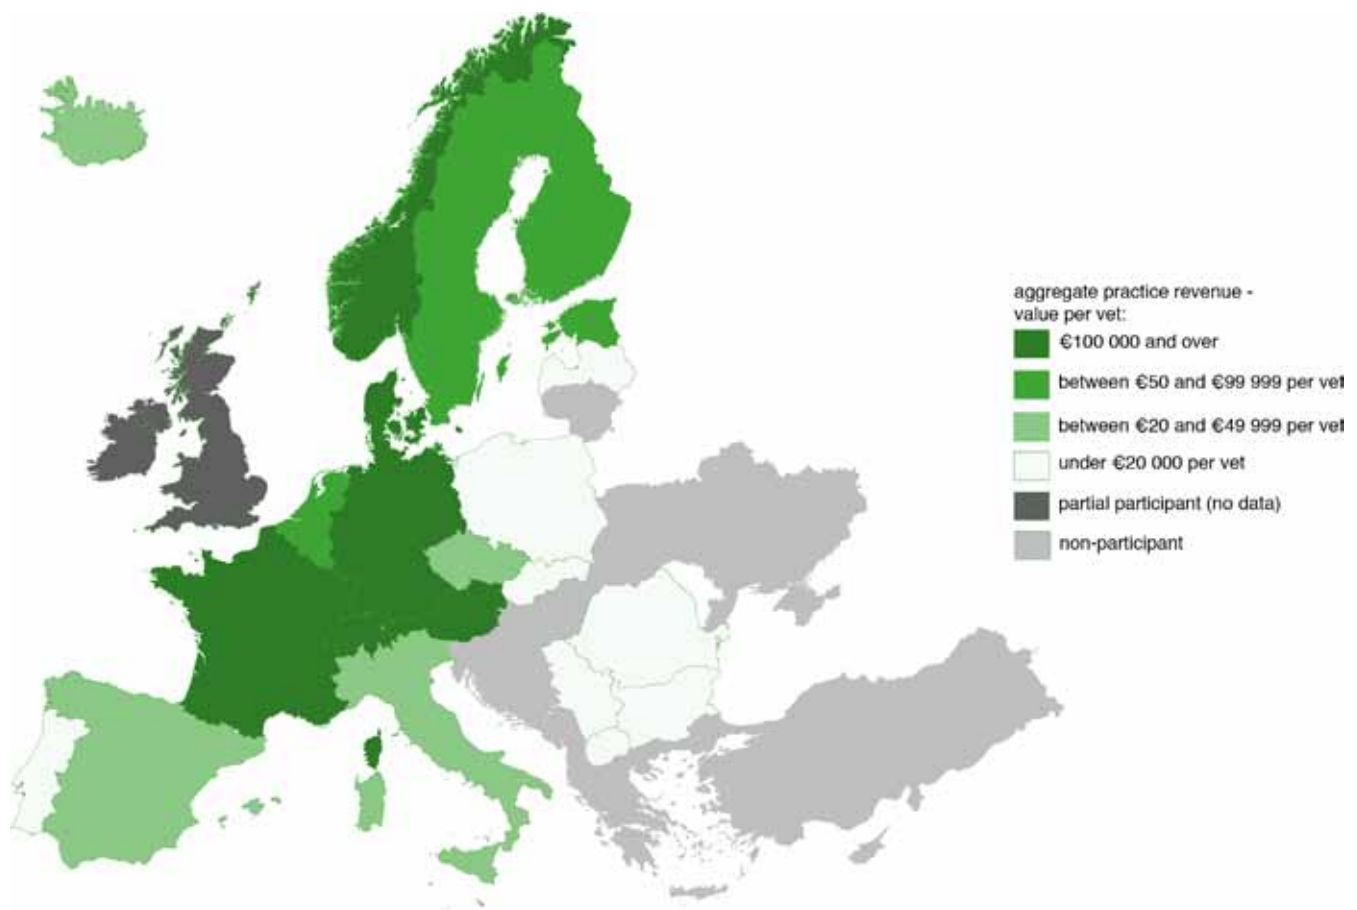 aggregate practice revenue -
value per vet:
€100 000 and over
between €50 and €99 999 per vet
between €20 and €49 999 per vet
under €20 000 per vet
partial participant (no data)
non-participant